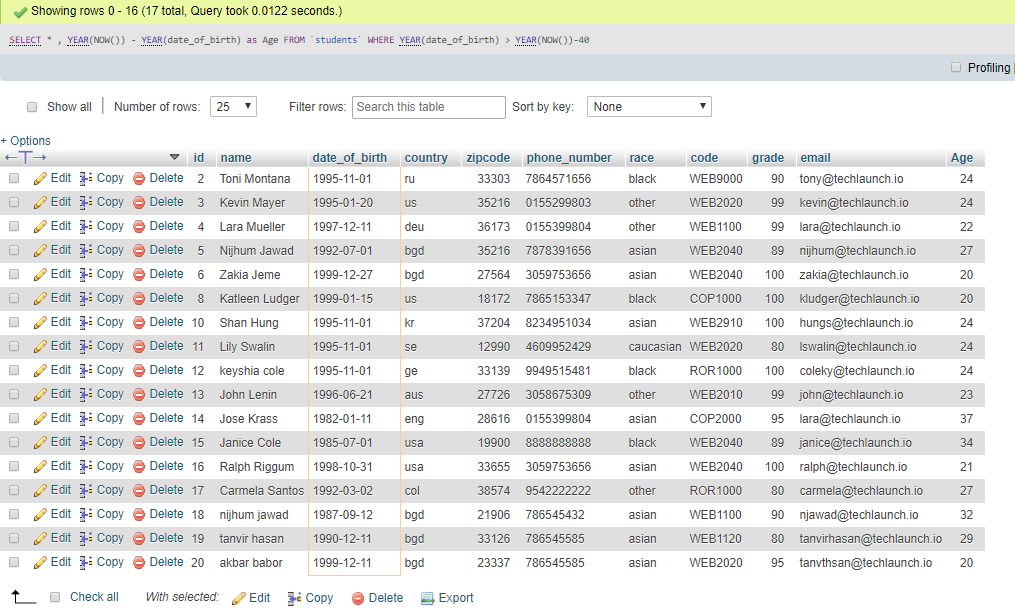 Showing rows 0 - 16 (17 total, Query took 0.0122 seconds.)
SELECT * , YEAR(NOW()) - YEAR(date_of_birth) as Age FROM `students` WHERE YEAR(date_of_birth) > YEAR(NOW())-40
Profiling
Show all Number of rows: 25 Filter rows: Search this table Sort by key: None
+ Options
←T→ id name date_of_birth country zipcode phone_number race code grade email Age
Edit Copy Delete 2 Toni Montana 1995-11-01 ru 33303 7864571656 black WEB9000 90 tony@techlaunch.io 24
Edit Copy Delete 3 Kevin Mayer 1995-01-20 us 35216 0155299803 other WEB2020 99 kevin@techlaunch.io 24
Edit Copy Delete 4 Lara Mueller 1997-12-11 deu 36173 0155399804 other WEB1100 99 lara@techlaunch.io 22
Edit Copy Delete 5 Nijhum Jawad 1992-07-01 bgd 35216 7878391656 asian WEB2040 89 nijhum@techlaunch.io 27
Edit Copy Delete 6 Zakia Jeme 1999-12-27 bgd 27564 3059753656 asian WEB2040 100 zakia@techlaunch.io 20
Edit Copy Delete 8 Katleen Ludger 1999-01-15 us 18172 7865153347 black COP1000 100 kludger@techlaunch.io 20
Edit Copy Delete 10 Shan Hung 1995-11-01 kr 37204 8234951034 asian WEB2910 100 hungs@techlaunch.io 24
Edit Copy Delete 11 Lily Swalin 1995-11-01 se 12990 4609952429 caucasian WEB2020 80 lswalin@techlaunch.io 24
Edit Copy Delete 12 keyshia cole 1995-11-01 ge 33139 9949515481 black ROR1000 100 coleky@techlaunch.io 24
Edit Copy Delete 13 John Lenin 1996-06-21 aus 27726 3058675309 other WEB2010 99 john@techlaunch.io 23
Edit Copy Delete 14 Jose Krass 1982-01-11 eng 28616 0155399804 asian COP2000 95 lara@techlaunch.io 37
Edit Copy Delete 15 Janice Cole 1985-07-01 usa 19900 8888888888 black WEB2040 89 janice@techlaunch.io 34
Edit Copy Delete 16 Ralph Riggum 1998-10-31 usa 33655 3059753656 asian WEB2040 100 ralph@techlaunch.io 21
Edit Copy Delete 17 Carmela Santos 1992-03-02 col 38574 9542222222 other ROR1000 80 carmela@techlaunch.io 27
Edit Copy Delete 18 nijhum jawad 1987-09-12 bgd 21906 786545432 asian WEB1100 90 njawad@techlaunch.io 32
Edit Copy Delete 19 tanvir hasan 1990-12-11 bgd 33126 786545585 asian WEB1120 80 tanvirhasan@techlaunch.io 29
Edit Copy Delete 20 akbar babor 1999-12-11 bgd 23337 786545585 asian WEB2020 95 tanvthsan@techlaunch.io 20
Check all With selected: Edit Copy Delete Export